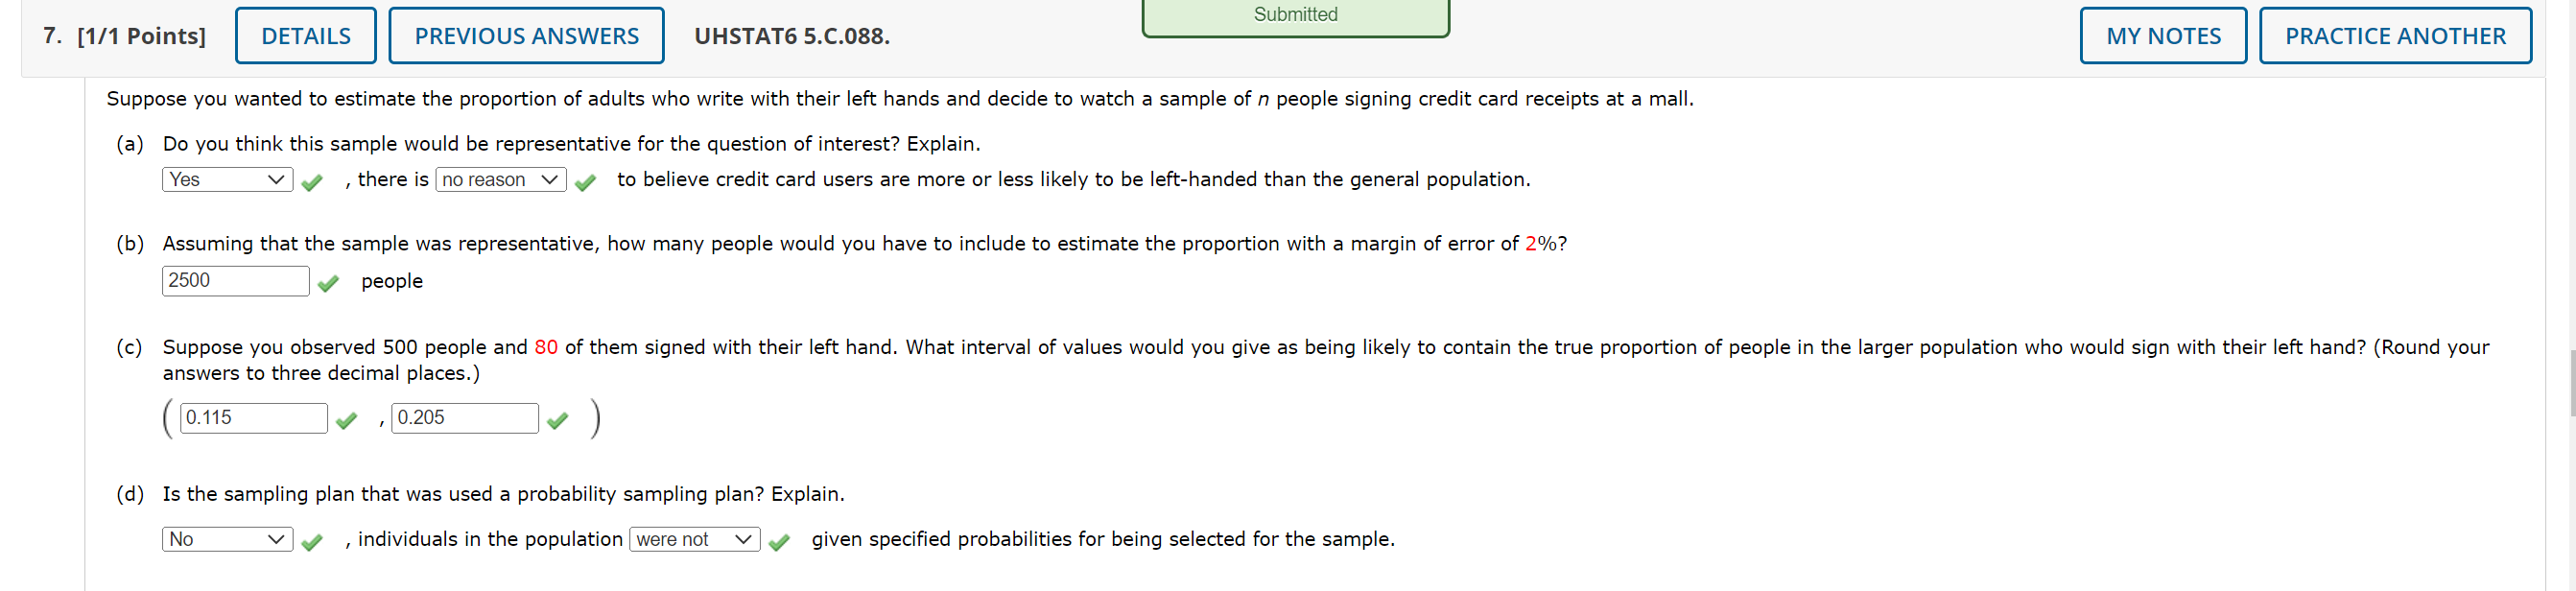 7. [1/1 Points] DETAILS PREVIOUS ANSWERS UHSTAT6 5.C.088. Submitted MY NOTES PRACTICE ANOTHER
Suppose you wanted to estimate the proportion of adults who write with their left hands and decide to watch a sample of n people signing credit card receipts at a mall.
(a) Do you think this sample would be representative for the question of interest? Explain.
Yes , there is no reason to believe credit card users are more or less likely to be left-handed than the general population.
(b) Assuming that the sample was representative, how many people would you have to include to estimate the proportion with a margin of error of 2%?
2500 people
(c) Suppose you observed 500 people and 80 of them signed with their left hand. What interval of values would you give as being likely to contain the true proportion of people in the larger population who would sign with their left hand? (Round your
answers to three decimal places.)
( 0.115 , 0.205 )
(d) Is the sampling plan that was used a probability sampling plan? Explain.
No , individuals in the population were not given specified probabilities for being selected for the sample.